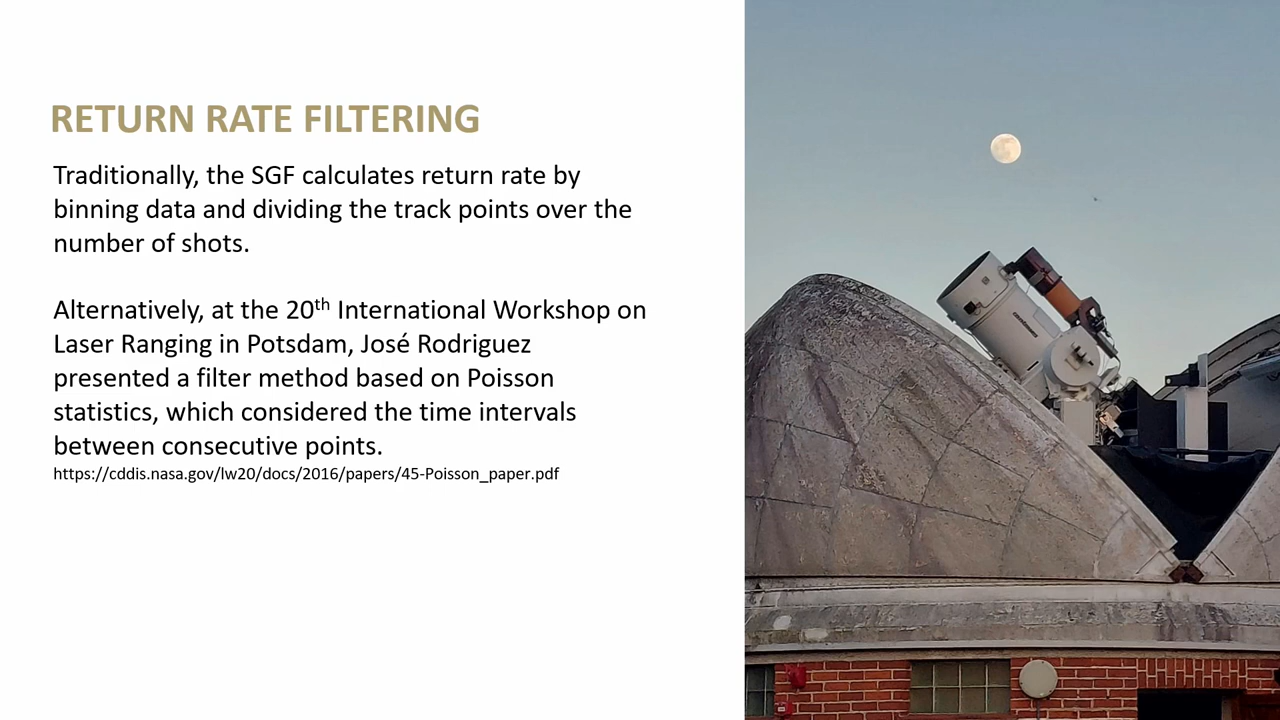 RETURN RATE FILTERING
Traditionally, the SGF calculates return rate by
binning data and dividing the track points over the
number of shots.
Alternatively, at the 20th International Workshop on
Laser Ranging in Potsdam, José Rodriguez
presented a filter method based on Poisson
statistics, which considered the time intervals
between consecutive points.
https://cddis.nasa.gov/lw20/docs/2016/papers/45-Poisson_paper.pdf